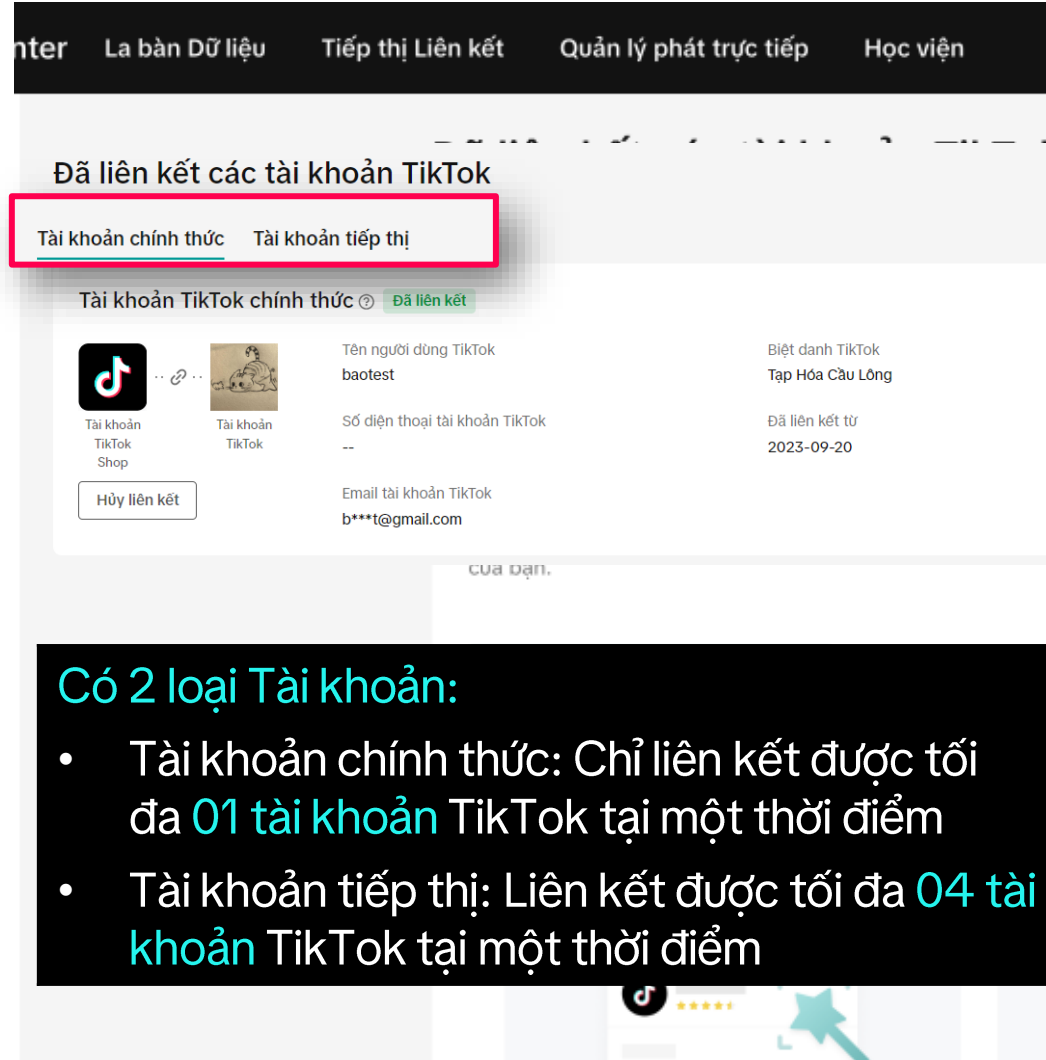 nter La bàn Dữ liệu Tiếp thị Liên kết Quản lý phát trực tiếp Học viện
Đã liên kết các tài khoản TikTok
Tài khoản chính thức Tài khoản tiếp thị
Tài khoản TikTok chính thức Đã liên kết
Tên người dùng TikTok
baotest
Biệt danh TikTok
Tạp Hóa Cầu Lông
Tài khoản
TikTok
Shop
Tài khoản
TikTok
Số điện thoại tài khoản TikTok
--
Đã liên kết từ
2023-09-20
Hủy liên kết
Email tài khoản TikTok
b***t@gmail.com
của bạn.
Có 2 loại Tài khoản:
• Tài khoản chính thức: Chỉ liên kết được tối
đa 01 tài khoản TikTok tại một thời điểm
• Tài khoản tiếp thị: Liên kết được tối đa 04 tài
khoản TikTok tại một thời điểm